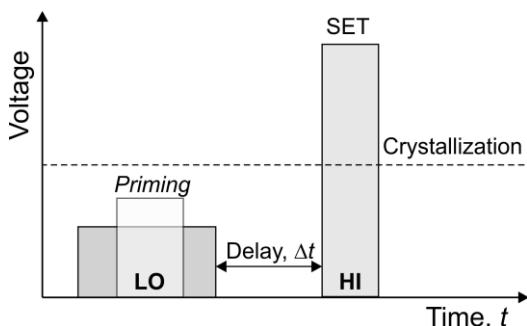 SET
Voltage
Crystallization
Priming
Delay, Δt
LO
HI
Time, t